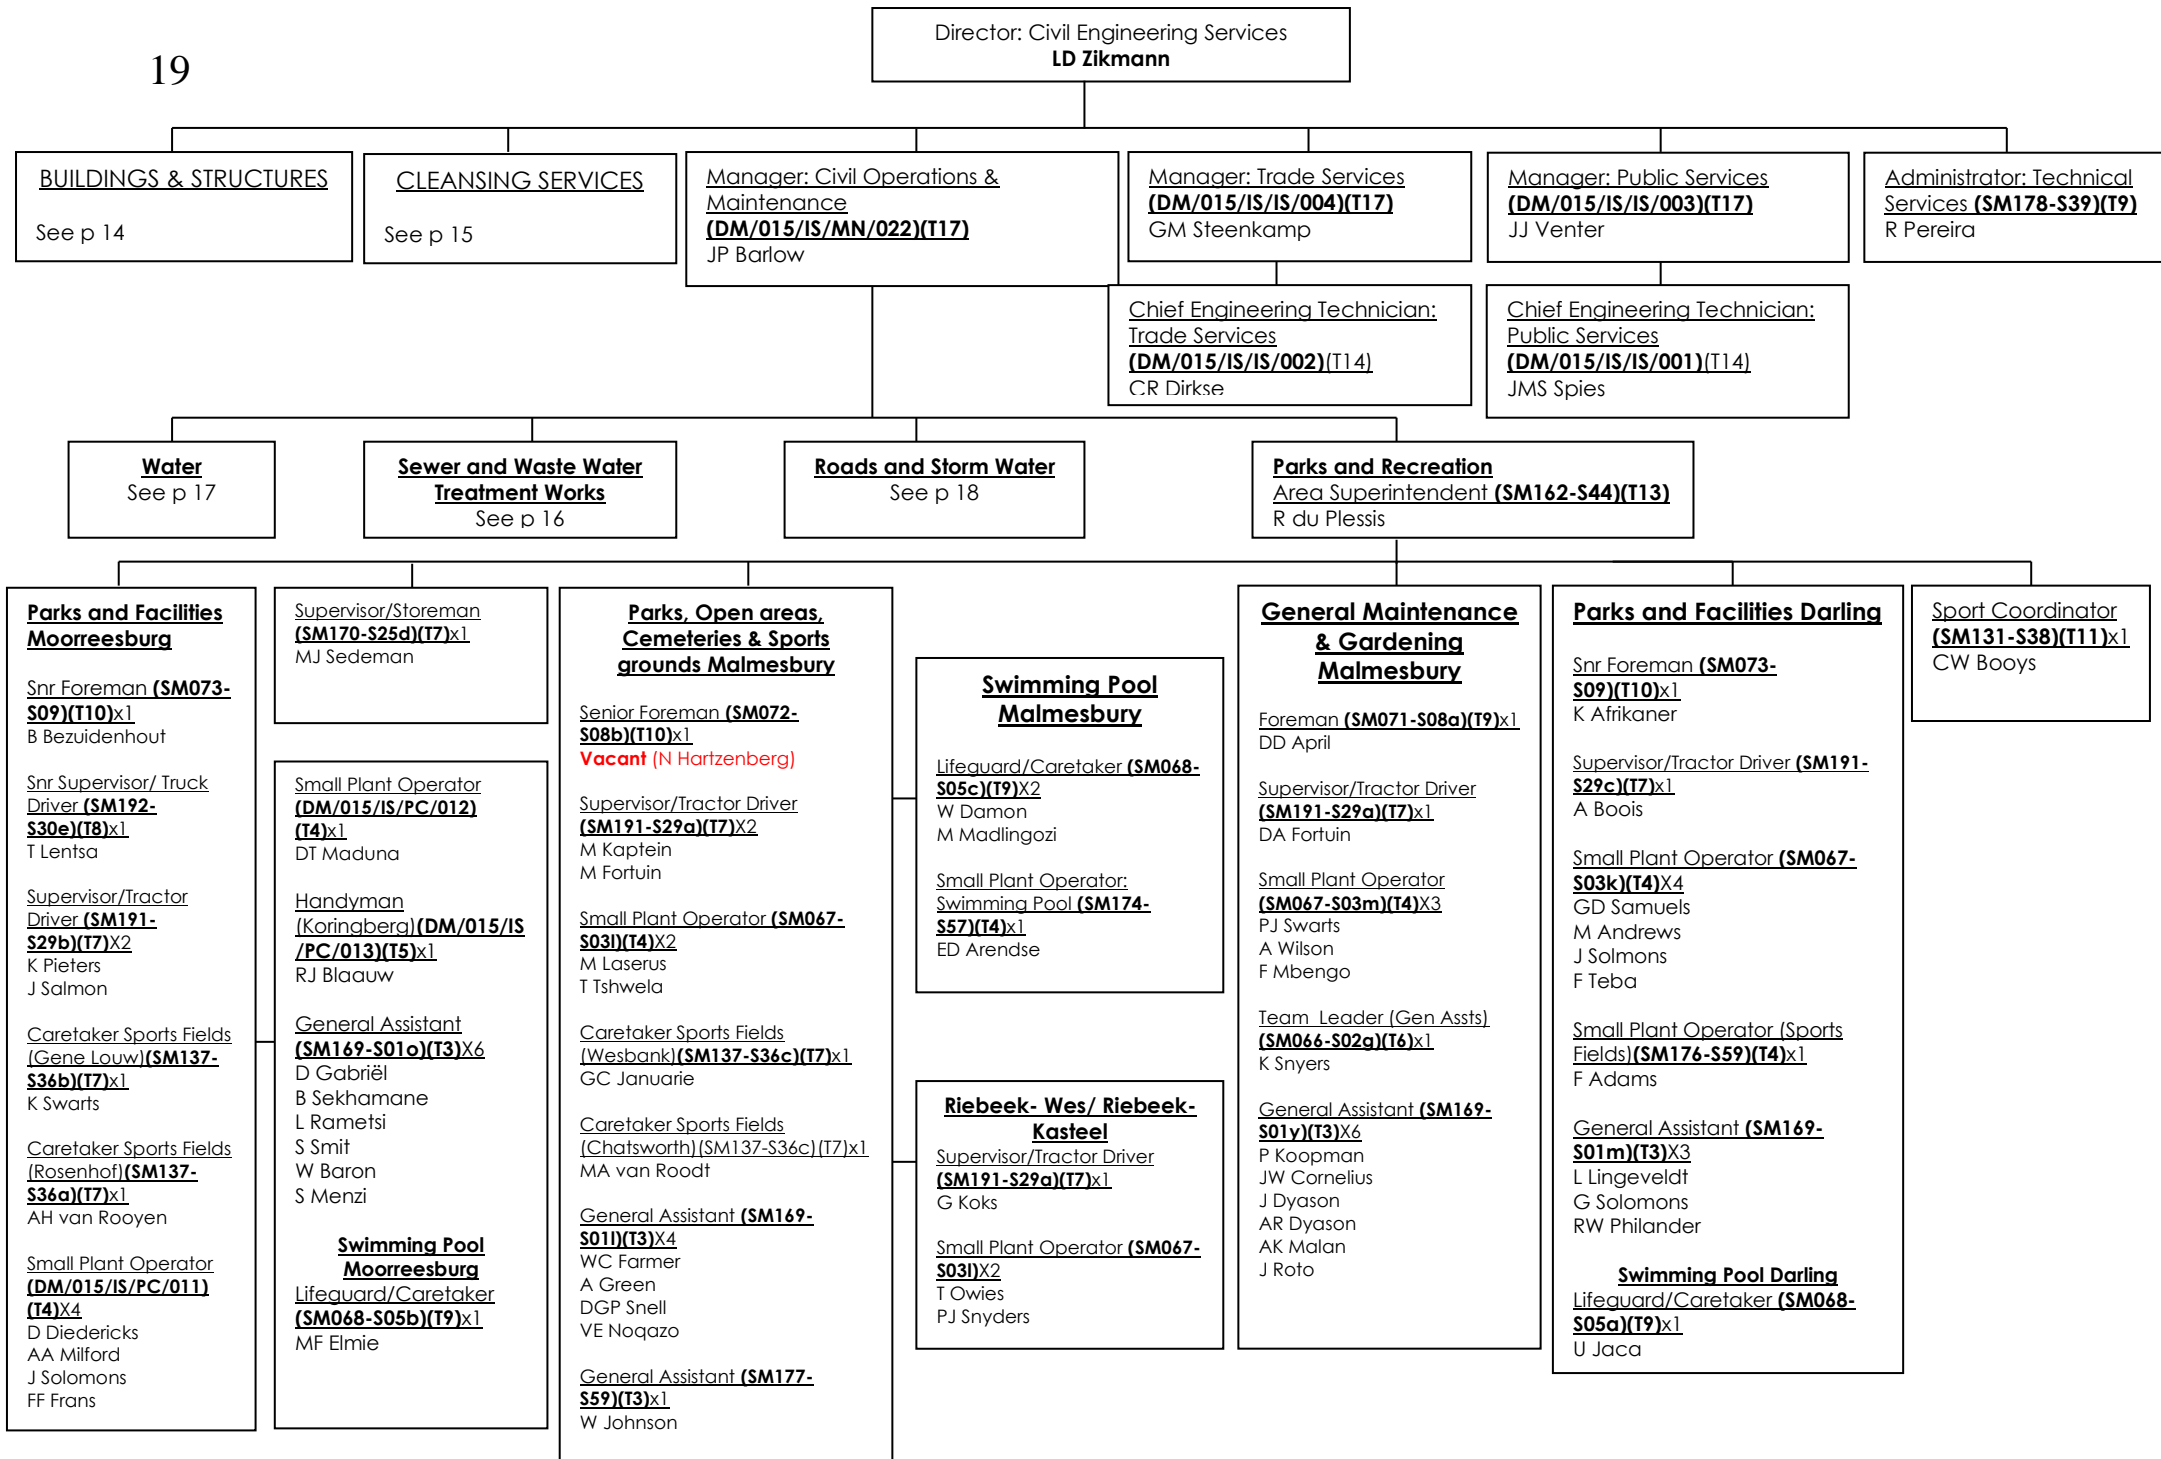 19
Director: Civil Engineering Services
LD Zikmann
BUILDINGS & STRUCTURES
See p 14
CLEANSING SERVICES
See p 15
Manager: Civil Operations &
Maintenance
(DM/015/IS/MN/022)(T17)
JP Barlow
Manager: Trade Services
(DM/015/IS/IS/004)(T17)
GM Steenkamp
Manager: Public Services
(DM/015/IS/IS/003)(T17)
JJ Venter
Administrator: Technical
Services (SM178-S39)(T9)
R Pereira
Chief Engineering Technician:
Trade Services
(DM/015/IS/IS/002)(T14)
CR Dirkse
Chief Engineering Technician:
Public Services
(DM/015/IS/IS/001)(T14)
JMS Spies
Water
See p 17
Sewer and Waste Water
Treatment Works
See p 16
Roads and Storm Water
See p 18
Parks and Recreation
Area Superintendent (SM162-S44)(T13)
R du Plessis
Parks and Facilities
Moorreesburg
Snr Foreman (SM073-
S09)(T10)x1
B Bezuidenhout
Snr Supervisor/ Truck
Driver (SM192-
S30e)(T8)x1
T Lentsa
Supervisor/Tractor
Driver (SM191-
S29b)(T7)X2
K Pieters
J Salmon
Caretaker Sports Fields
(Gene Louw)(SM137-
S36b)(T7)x1
K Swarts
Caretaker Sports Fields
(Rosenhof)(SM137-
S36a)(T7)x1
AH van Rooyen
Small Plant Operator
(DM/015/IS/PC/011)
(T4)X4
D Diedericks
AA Milford
J Solomons
FF Frans
Supervisor/Storeman
(SM170-S25d)(T7)x1
MJ Sedeman
Small Plant Operator
(DM/015/IS/PC/012)
(T4)x1
DT Maduna
Handyman
(Koringberg)(DM/015/IS
/PC/013)(T5)x1
RJ Blaauw
General Assistant
(SM169-S01o)(T3)X6
D Gabriël
B Sekhamane
L Rametsi
S Smit
W Baron
S Menzi
Swimming Pool
Moorreesburg
Lifeguard/Caretaker
(SM068-S05b)(T9)x1
MF Elmie
Parks, Open areas,
Cemeteries & Sports
grounds Malmesbury
Senior Foreman (SM072-
S08b)(T10)x1
Vacant (N Hartzenberg)
Supervisor/Tractor Driver
(SM191-S29a)(T7)X2
M Kaptein
M Fortuin
Small Plant Operator (SM067-
S03l)(T4)X2
M Laserus
T Tshwela
Caretaker Sports Fields
(Wesbank)(SM137-S36c)(T7)x1
GC Januarie
Caretaker Sports Fields
(Chatsworth)(SM137-S36c)(T7)x1
MA van Roodt
General Assistant (SM169-
S01l)(T3)X4
WC Farmer
A Green
DGP Snell
VE Noqazo
General Assistant (SM177-
S59)(T3)x1
W Johnson
Swimming Pool
Malmesbury
Lifeguard/Caretaker (SM068-
S05c)(T9)X2
W Damon
M Madlingozi
Small Plant Operator:
Swimming Pool (SM174-
S57)(T4)x1
ED Arendse
Riebeek- Wes/ Riebeek-
Kasteel
Supervisor/Tractor Driver
(SM191-S29a)(T7)x1
G Koks
Small Plant Operator (SM067-
S03l)X2
T Owies
PJ Snyders
General Maintenance
& Gardening
Malmesbury
Foreman (SM071-S08a)(T9)x1
DD April
Supervisor/Tractor Driver
(SM191-S29a)(T7)x1
DA Fortuin
Small Plant Operator
(SM067-S03m)(T4)X3
PJ Swarts
A Wilson
F Mbengo
Team  Leader (Gen Assts)
(SM066-S02g)(T6)x1
K Snyers
General Assistant (SM169-
S01y)(T3)X6
P Koopman
JW Cornelius
J Dyason
AR Dyason
AK Malan
J Roto
Parks and Facilities Darling
Snr Foreman (SM073-
S09)(T10)x1
K Afrikaner
Supervisor/Tractor Driver (SM191-
S29c)(T7)x1
A Boois
Small Plant Operator (SM067-
S03k)(T4)X4
GD Samuels
M Andrews
J Solmons
F Teba
Small Plant Operator (Sports
Fields)(SM176-S59)(T4)x1
F Adams
General Assistant (SM169-
S01m)(T3)X3
L Lingeveldt
G Solomons
RW Philander
Swimming Pool Darling
Lifeguard/Caretaker (SM068-
S05a)(T9)x1
U Jaca
Sport Coordinator
(SM131-S38)(T11)x1
CW Booys